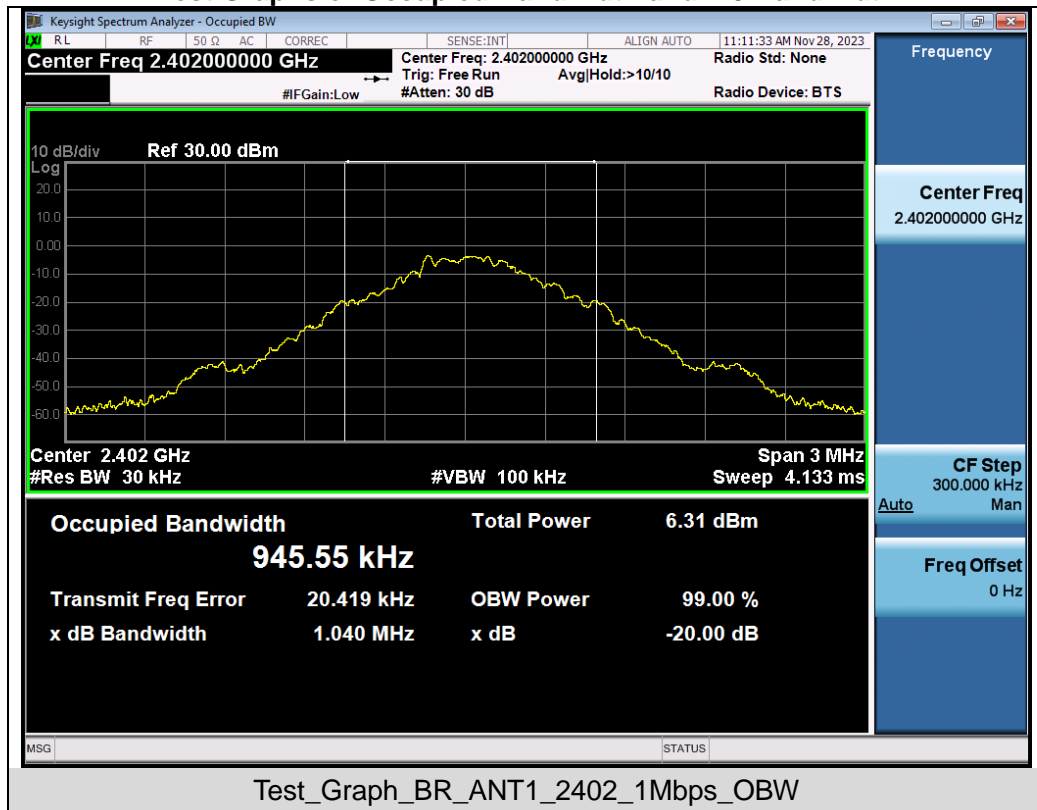 Keysight Spectrum Analyzer - Occupied BW
LXI RL RF 50 Ω AC CORREC SENSE:INT ALIGN AUTO 11:11:33 AM Nov 28, 2023
Center Freq 2.402000000 GHz
#IFGain:Low
Center Freq: 2.402000000 GHz
Trig: Free Run Avg|Hold:>10/10
#Atten: 30 dB
Radio Std: None
Radio Device: BTS
Frequency
10 dB/div Ref 30.00 dBm
Log
20.0
10.0
0.00
-10.0
-20.0
-30.0
-40.0
-50.0
-60.0
Center 2.402 GHz Span 3 MHz
#Res BW 30 kHz #VBW 100 kHz Sweep 4.133 ms
Center Freq
2.402000000 GHz
CF Step
300.000 kHz
Auto Man
Freq Offset
0 Hz
Occupied Bandwidth Total Power 6.31 dBm
945.55 kHz
Transmit Freq Error 20.419 kHz OBW Power 99.00 %
x dB Bandwidth 1.040 MHz x dB -20.00 dB
MSG STATUS
Test_Graph_BR_ANT1_2402_1Mbps_OBW